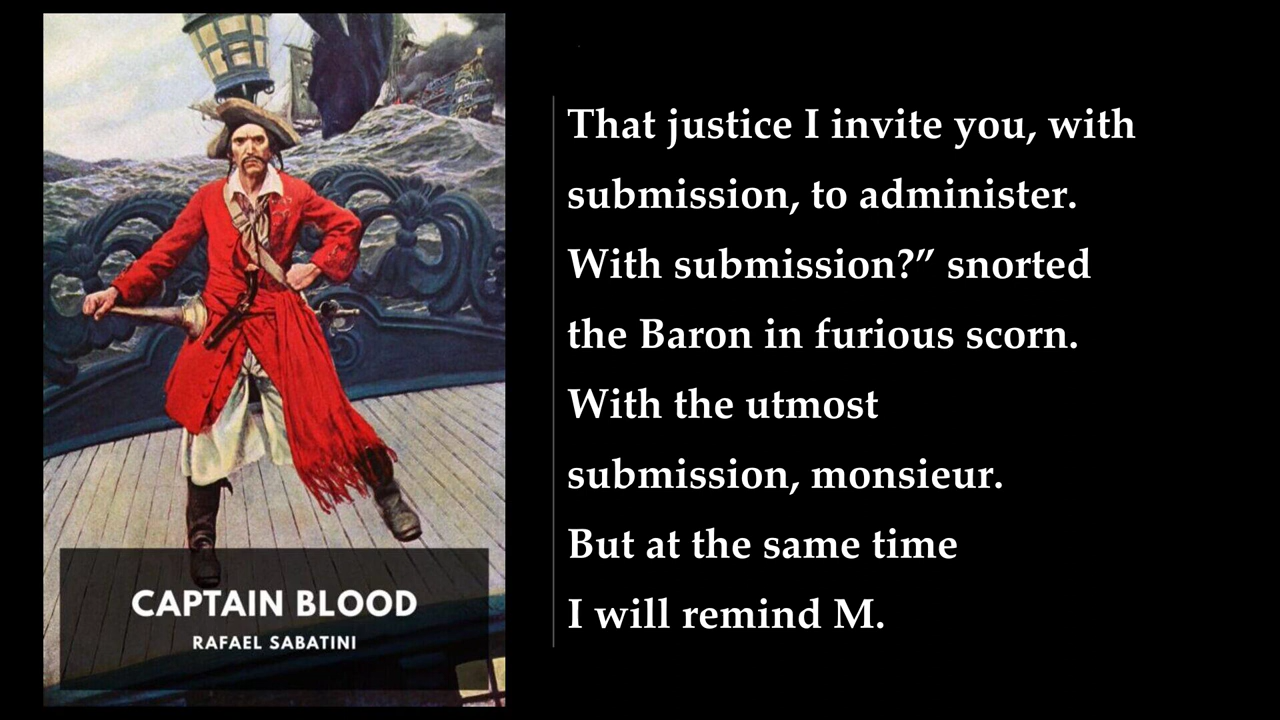 CAPTAIN BLOOD
RAFAEL SABATINI
That justice I invite you, with
submission, to administer.
With submission?” snorted
the Baron in furious scorn.
With the utmost
submission, monsieur.
But at the same time
I will remind M.